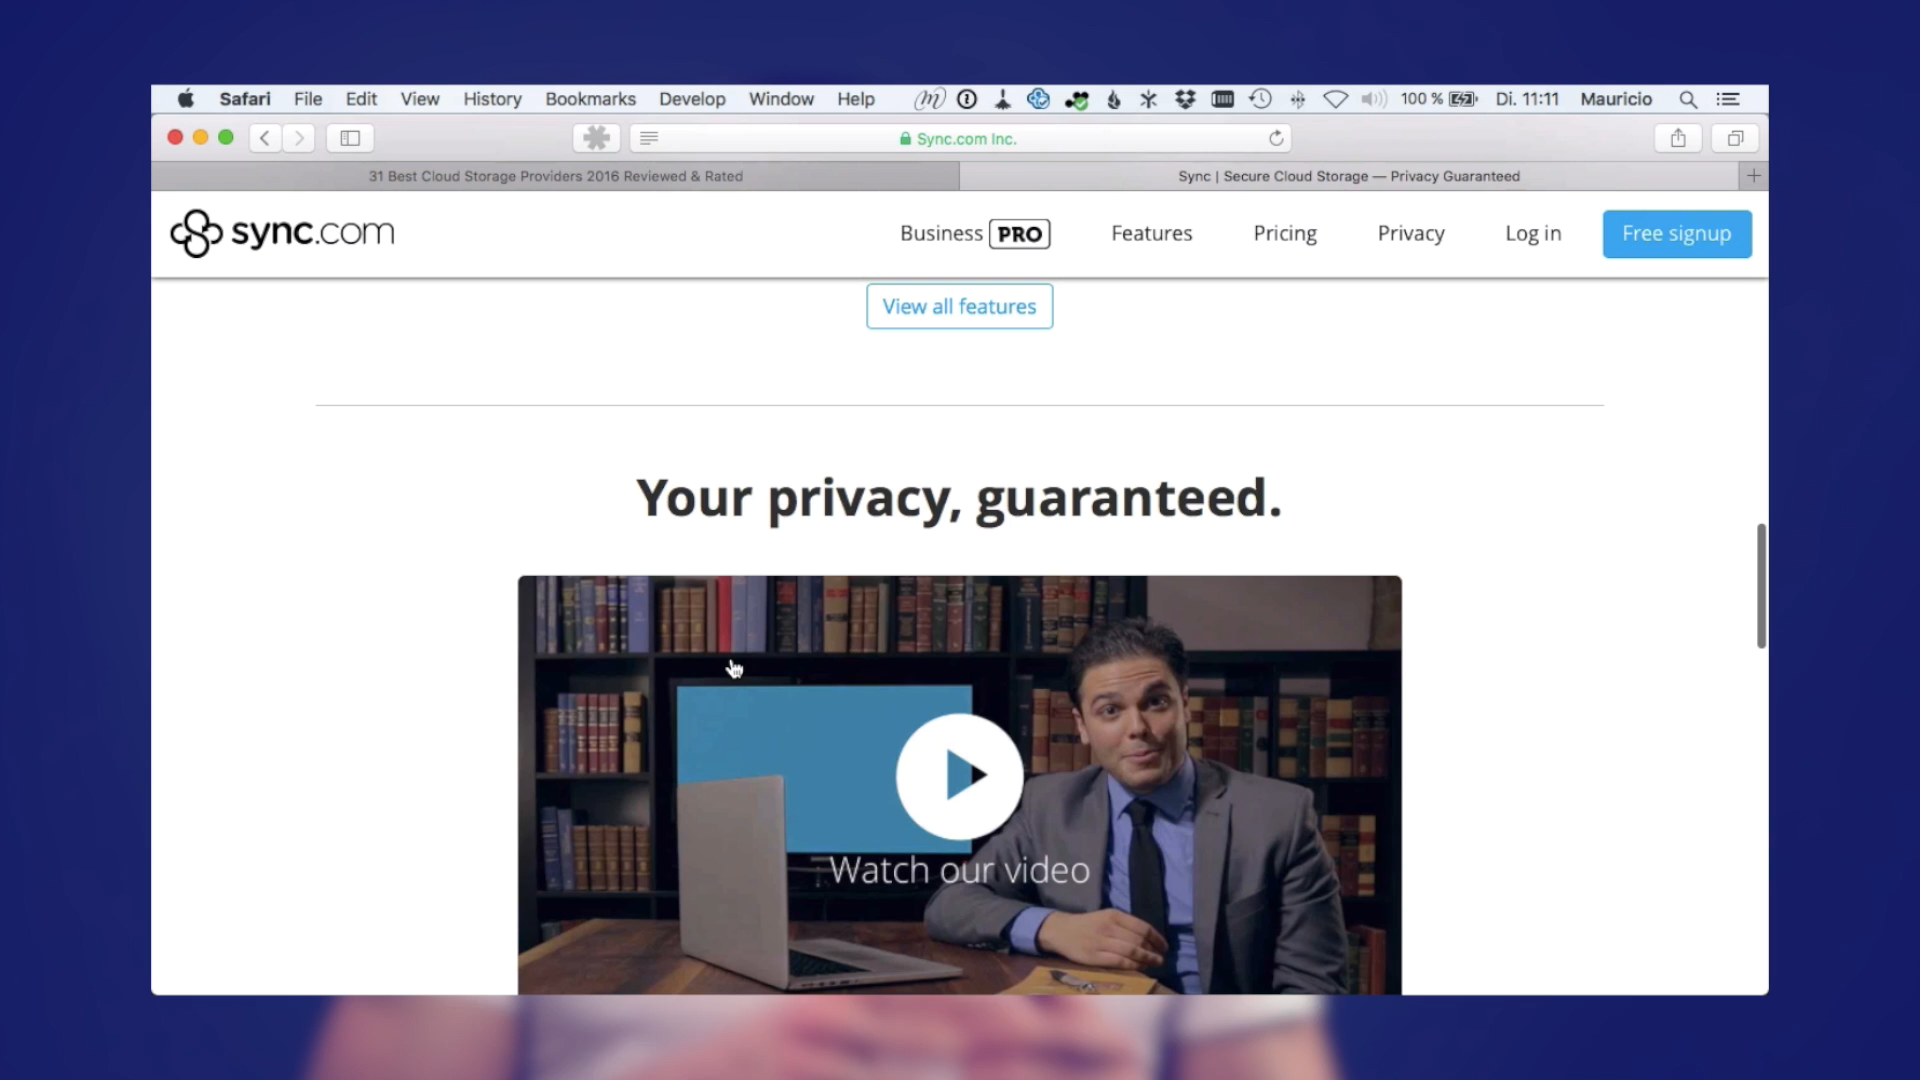 Safari File Edit View History Bookmarks Develop Window Help 100 % Di. 11:11 Mauricio
Sync.com Inc.
31 Best Cloud Storage Providers 2016 Reviewed & Rated
Sync | Secure Cloud Storage — Privacy Guaranteed
sync.com
Business PRO Features Pricing Privacy Log in Free signup
View all features
Your privacy, guaranteed.
Watch our video